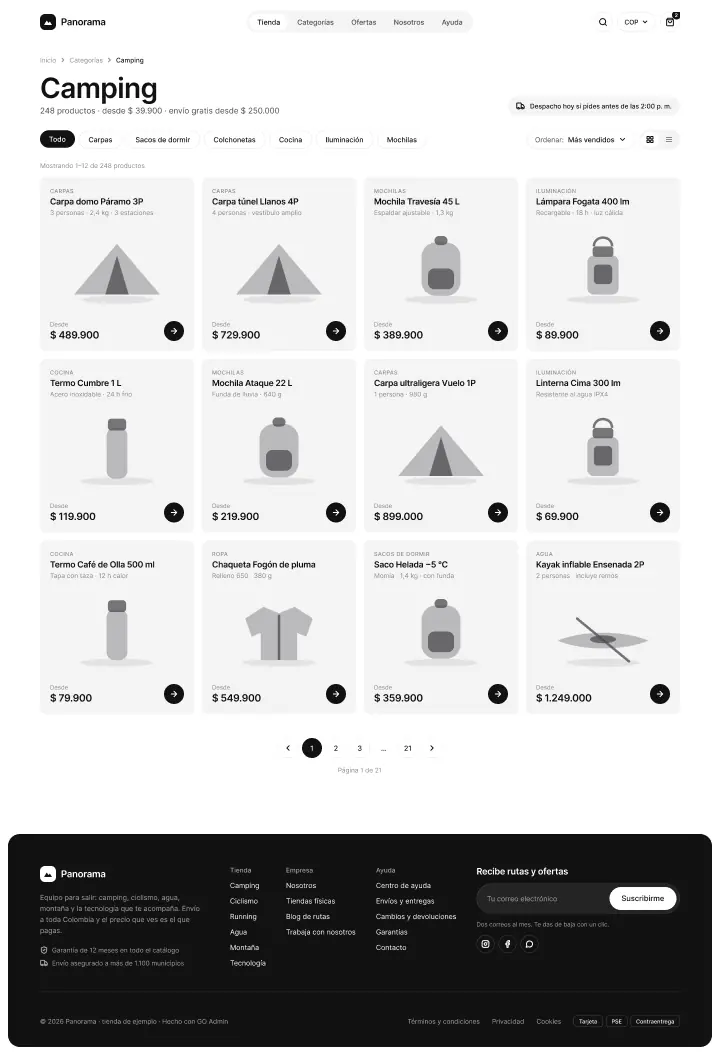 Panorama
Tienda
Categorías
Ofertas
Nosotros
Ayuda
COP
2
Inicio > Categorías > Camping
Camping
248 productos · desde $ 39.900 · envío gratis desde $ 250.000
Despacho hoy si pides antes de las 2:00 p. m.
Todo
Carpas
Sacos de dormir
Colchonetas
Cocina
Iluminación
Mochilas
Ordenar: Más vendidos
Mostrando 1–12 de 248 productos
CARPAS
Carpa domo Páramo 3P
3 personas · 2,4 kg · 3 estaciones
Desde
$ 489.900
CARPAS
Carpa túnel Llanos 4P
4 personas · vestíbulo amplio
Desde
$ 729.900
MOCHILAS
Mochila Travesía 45 L
Espaldar ajustable · 1,3 kg
Desde
$ 389.900
ILUMINACIÓN
Lámpara Fogata 400 lm
Recargable · 18 h · luz cálida
Desde
$ 89.900
COCINA
Termo Cumbre 1 L
Acero inoxidable · 24 h frío
Desde
$ 119.900
MOCHILAS
Mochila Ataque 22 L
Funda de lluvia · 640 g
Desde
$ 219.900
CARPAS
Carpa ultraligera Vuelo 1P
1 persona · 980 g
Desde
$ 899.000
ILUMINACIÓN
Linterna Cima 300 lm
Resistente al agua IPX4
Desde
$ 69.900
COCINA
Termo Café de Olla 500 ml
Tapa con taza · 12 h calor
Desde
$ 79.900
ROPA
Chaqueta Fogón de pluma
Relleno 650 · 380 g
Desde
$ 549.900
SACOS DE DORMIR
Saco Helada −5 °C
Momia · 1,4 kg · con funda
Desde
$ 359.900
AGUA
Kayak inflable Ensenada 2P
2 personas · incluye remos
Desde
$ 1.249.000
1
2
3
...
21
Página 1 de 21
Panorama
Equipo para salir: camping, ciclismo, agua,
montaña y la tecnología que te acompaña. Envío
a toda Colombia y el precio que ves es el que
pagas.
Garantía de 12 meses en todo el catálogo
Envío asegurado a más de 1.100 municipios
Tienda
Camping
Ciclismo
Running
Agua
Montaña
Tecnología
Empresa
Nosotros
Tiendas físicas
Blog de rutas
Trabaja con nosotros
Ayuda
Centro de ayuda
Envíos y entregas
Cambios y devoluciones
Garantías
Contacto
Recibe rutas y ofertas
Tu correo electrónico
Suscribirme
Dos correos al mes. Te das de baja con un clic.
© 2026 Panorama · tienda de ejemplo · Hecho con GO Admin
Términos y condiciones
Privacidad
Cookies
Tarjeta
PSE
Contraentrega